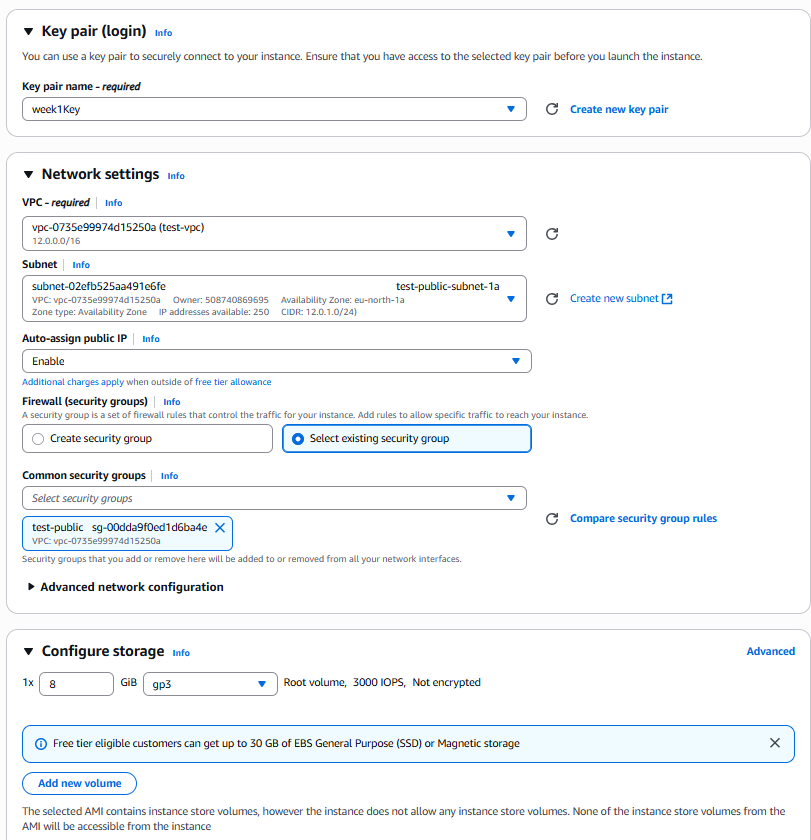 Key pair (login) Info
You can use a key pair to securely connect to your instance. Ensure that you have access to the selected key pair before you launch the instance.
Key pair name - required
week1Key
Create new key pair
Network settings Info
VPC - required Info
vpc-0735e99974d15250a (test-vpc)
12.0.0.0/16
Subnet Info
subnet-02efb525aa491e6fe test-public-subnet-1a
VPC: vpc-0735e99974d15250a Owner: 508740869695 Availability Zone: eu-north-1a
Zone type: Availability Zone IP addresses available: 250 CIDR: 12.0.1.0/24)
Create new subnet
Auto-assign public IP Info
Enable
Additional charges apply when outside of free tier allowance
Firewall (security groups) Info
A security group is a set of firewall rules that control the traffic for your instance. Add rules to allow specific traffic to reach your instance.
Create security group
Select existing security group
Common security groups Info
Select security groups
test-public sg-00dda9f0ed1d6ba4e
VPC: vpc-0735e99974d15250a
Compare security group rules
Security groups that you add or remove here will be added to or removed from all your network interfaces.
Advanced network configuration
Configure storage Info
Advanced
1x 8 GiB gp3 Root volume, 3000 IOPS, Not encrypted
Free tier eligible customers can get up to 30 GB of EBS General Purpose (SSD) or Magnetic storage
Add new volume
The selected AMI contains instance store volumes, however the instance does not allow any instance store volumes. None of the instance store volumes from the
AMI will be accessible from the instance